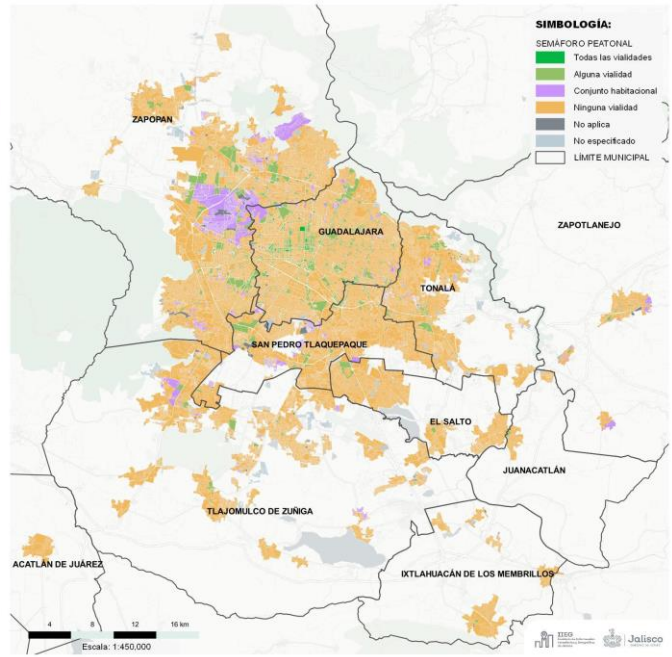 SIMBOLOGÍA:
SEMÁFORO PEATONAL
Todas las vialidades
Alguna vialidad
Conjunto habitacional
Ninguna vialidad
No aplica
No especificado
LÍMITE MUNICIPAL
ZAPOPAN
ZAPOTLANEJO
GUADALAJARA
TONALÁ
SAN PEDRO TLAQUEPAQUE
EL SALTO
JUANACATLÁN
TLAJOMULCO DE ZUÑIGA
ACATLÁN DE JUÁREZ
IXTLAHUACÁN DE LOS MEMBRILLOS
4 8 12 16 km
Escala: 1:450,000
IIEG
Jalisco